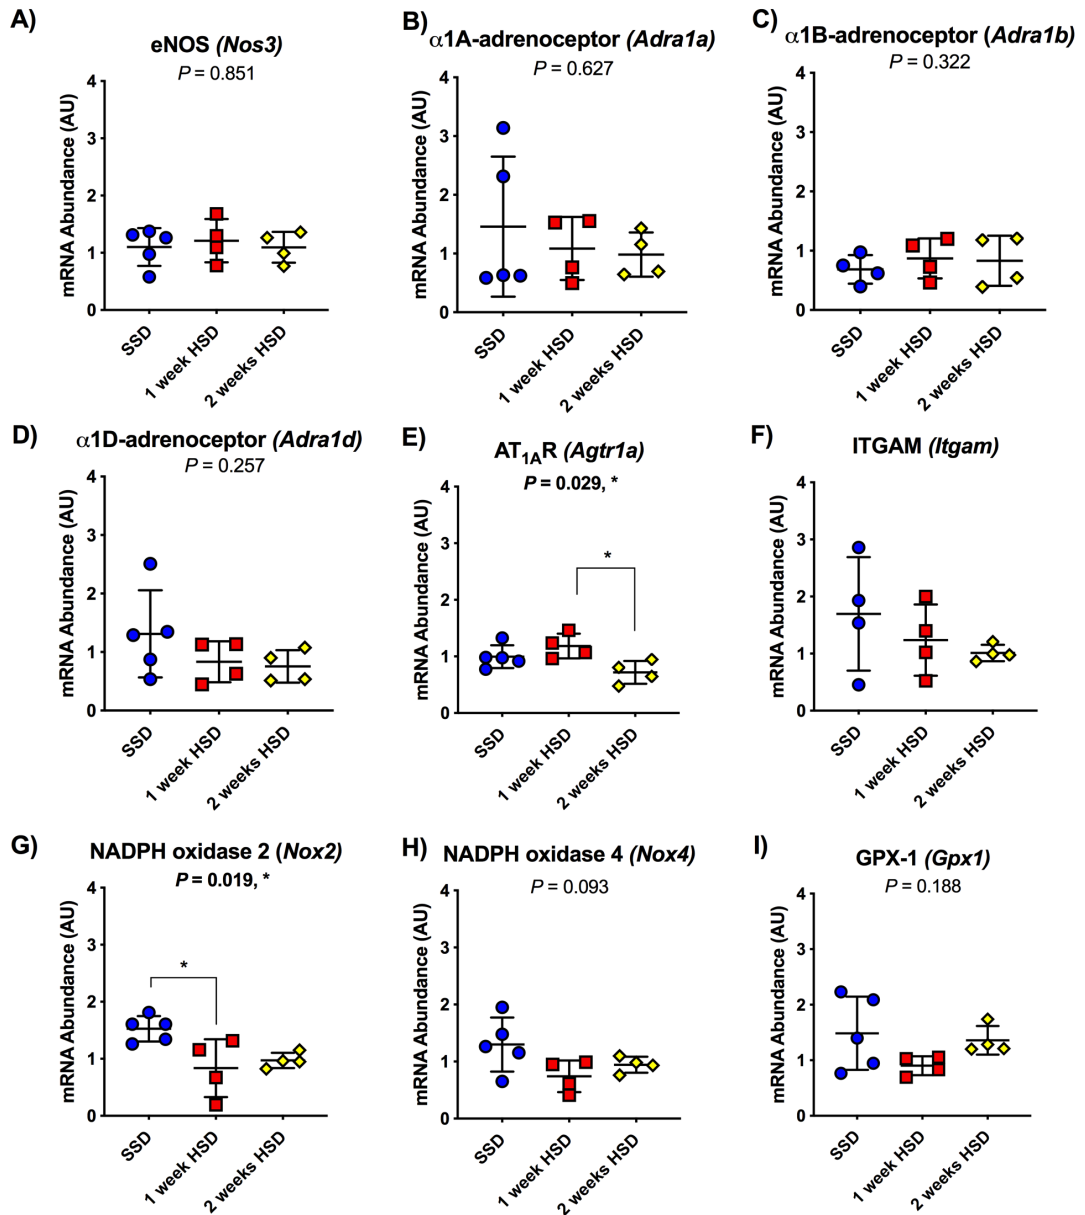 A)
eNOS (Nos3)
P = 0.851
mRNA Abundance (AU)
4
3
2
1
0
SSD
1 week HSD
2 weeks HSD
B)
α1A-adrenoceptor (Adra1a)
P = 0.627
mRNA Abundance (AU)
4
3
2
1
0
SSD
1 week HSD
2 weeks HSD
C)
α1B-adrenoceptor (Adra1b)
P = 0.322
mRNA Abundance (AU)
4
3
2
1
0
SSD
1 week HSD
2 weeks HSD
D)
α1D-adrenoceptor (Adra1d)
P = 0.257
mRNA Abundance (AU)
4
3
2
1
0
SSD
1 week HSD
2 weeks HSD
E)
AT1AR (Agtr1a)
P = 0.029, *
*
mRNA Abundance (AU)
4
3
2
1
0
SSD
1 week HSD
2 weeks HSD
F)
ITGAM (Itgam)
mRNA Abundance (AU)
4
3
2
1
0
SSD
1 week HSD
2 weeks HSD
G)
NADPH oxidase 2 (Nox2)
P = 0.019, *
*
mRNA Abundance (AU)
4
3
2
1
0
SSD
1 week HSD
2 weeks HSD
H)
NADPH oxidase 4 (Nox4)
P = 0.093
mRNA Abundance (AU)
4
3
2
1
0
SSD
1 week HSD
2 weeks HSD
I)
GPX-1 (Gpx1)
P = 0.188
mRNA Abundance (AU)
4
3
2
1
0
SSD
1 week HSD
2 weeks HSD